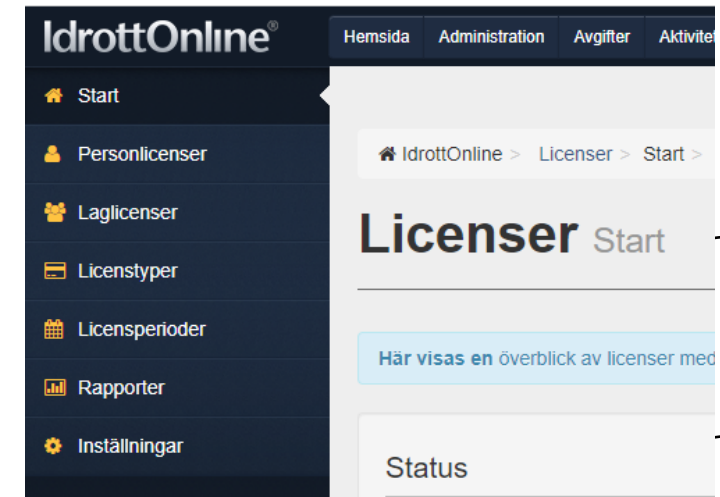 IdrottOnline®
Hemsida Administration Avgifter
Start
Personlicenser
Laglicenser
Licenstyper
Licensperioder
Rapporter
Inställningar
IdrottOnline > Licenser > Start >
Licenser Start
Här visas en överblick av licenser med
Status